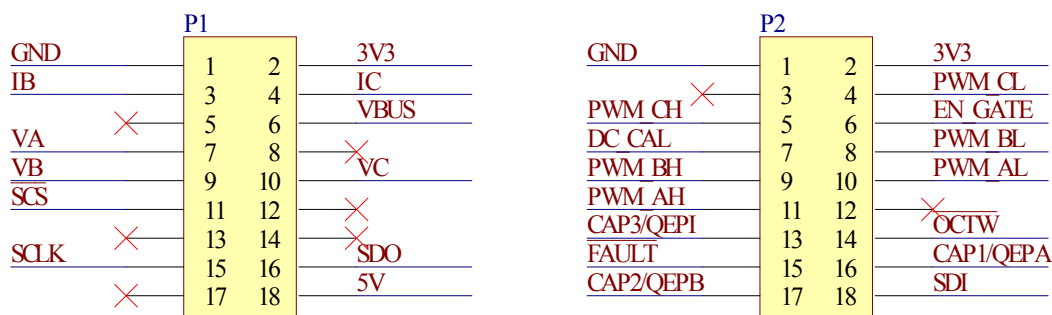 P1 P2
GND 3V3 GND 3V3
1 2 1 2
IB IC PWM_CL
3 4 3 4
VBUS PWM_CH EN_GATE
5 6 5 6
VA DC_CAL PWM_BL
7 8 7 8
VB VC PWM_BH PWM_AL
9 10 9 10
SCS PWM_AH
11 12 11 12
CAP3/QEPI OCTW
13 14 13 14
SCLK SDO FAULT CAP1/QEPA
15 16 15 16
5V CAP2/QEPB SDI
17 18 17 18